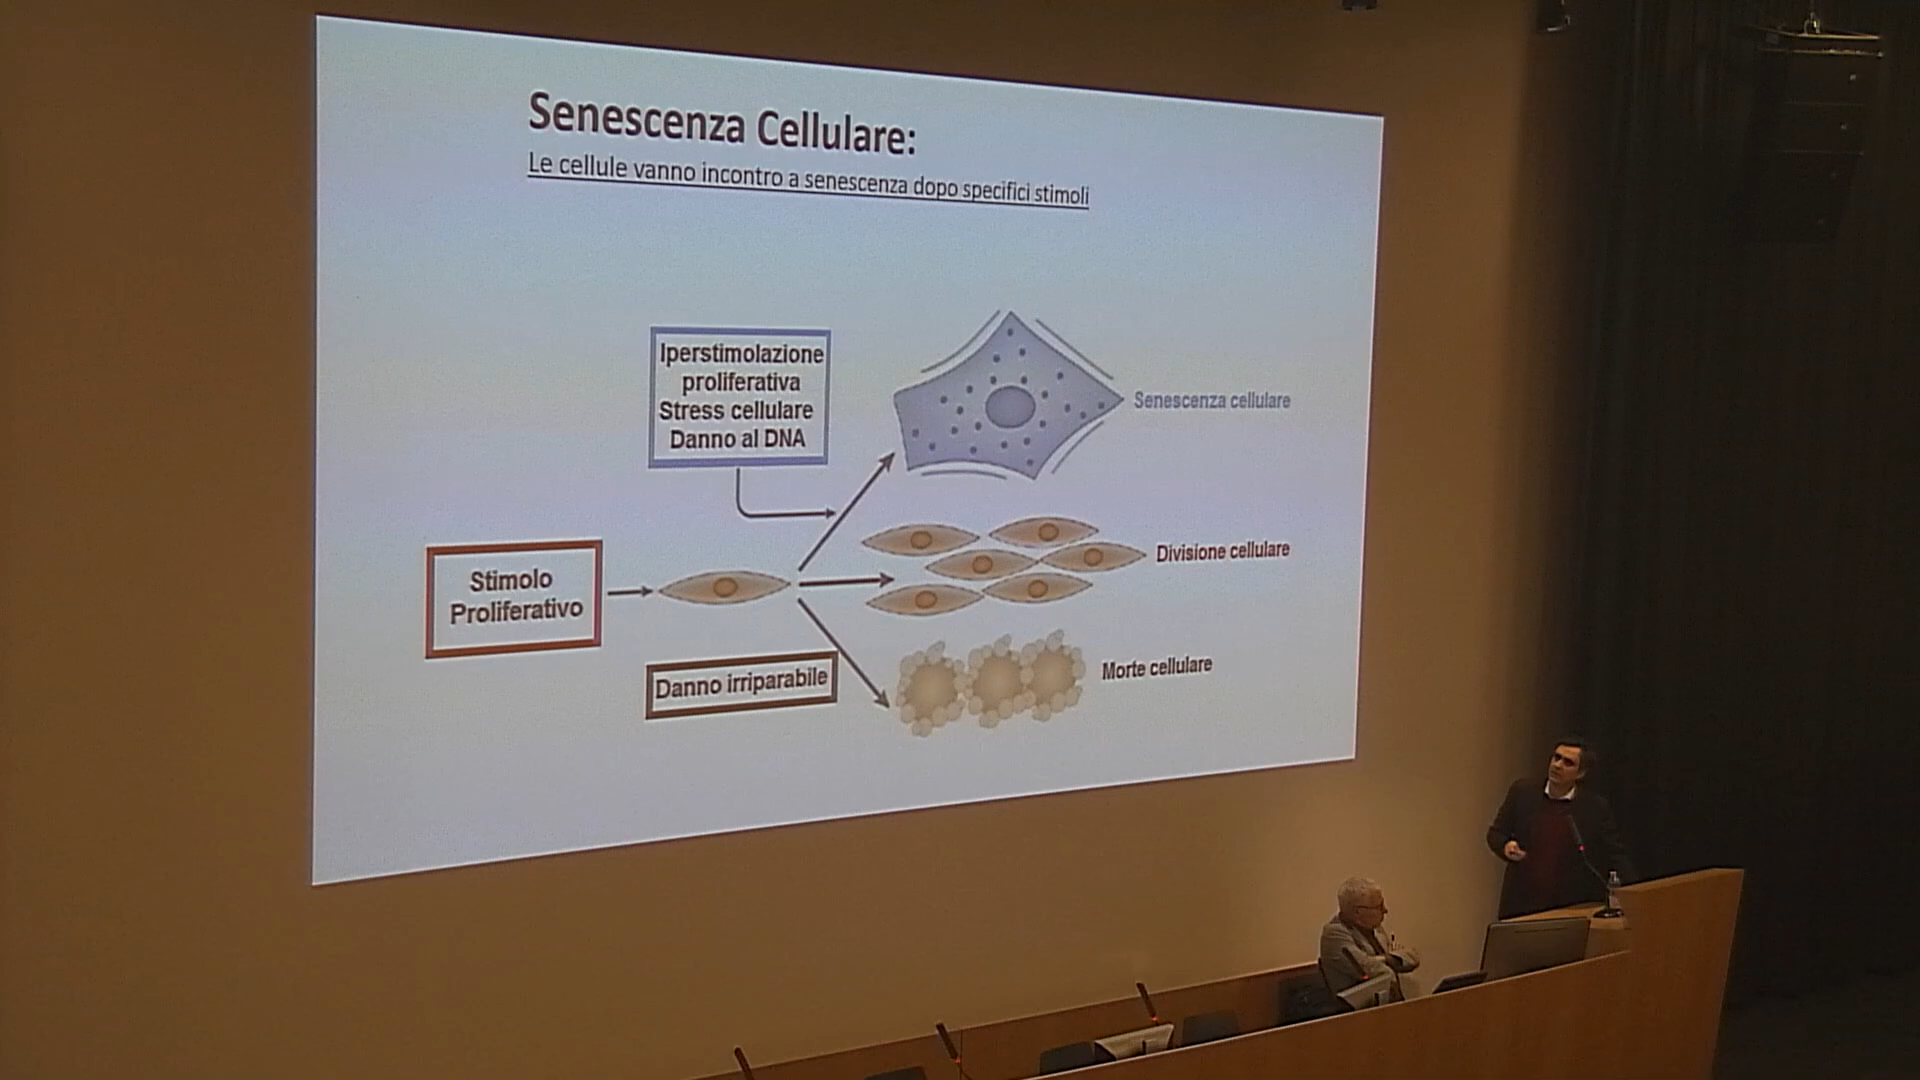 Senescenza Cellulare:
Le cellule vanno incontro a senescenza dopo specifici stimoli
Iperstimolazione
proliferativa
Stress cellulare
Danno al DNA
Senescenza cellulare
Stimolo
Proliferativo
Divisione cellulare
Danno irriparabile
Morte cellulare